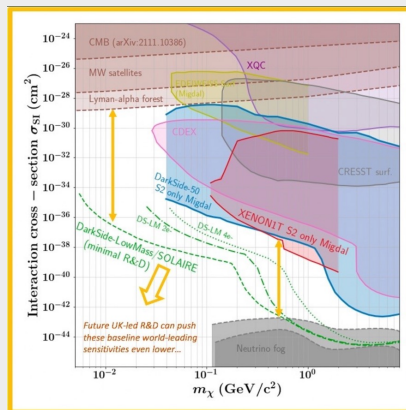 10⁻²⁴
10⁻²⁶
10⁻²⁸
10⁻³⁰
10⁻³²
10⁻³⁴
10⁻³⁶
10⁻³⁸
10⁻⁴⁰
10⁻⁴²
10⁻⁴⁴
Interaction cross − section σSI (cm²)
CMB (arXiv:2111.10386)
XQC
MW satellites
(Migdal)
Lyman-alpha forest
CDEX
CRESST surf.
DarkSide-50
S2 only Migdal
XENON1T S2 only Migdal
DS-LM 2e-
DS-LM 4e-
DarkSide-LowMass/SOLAIRE
(minimal R&D)
Future UK-led R&D can push
these baseline world-leading
sensitivities even lower...
Neutrino fog
10⁻²
10⁻¹
10⁰
mχ (GeV/c²)